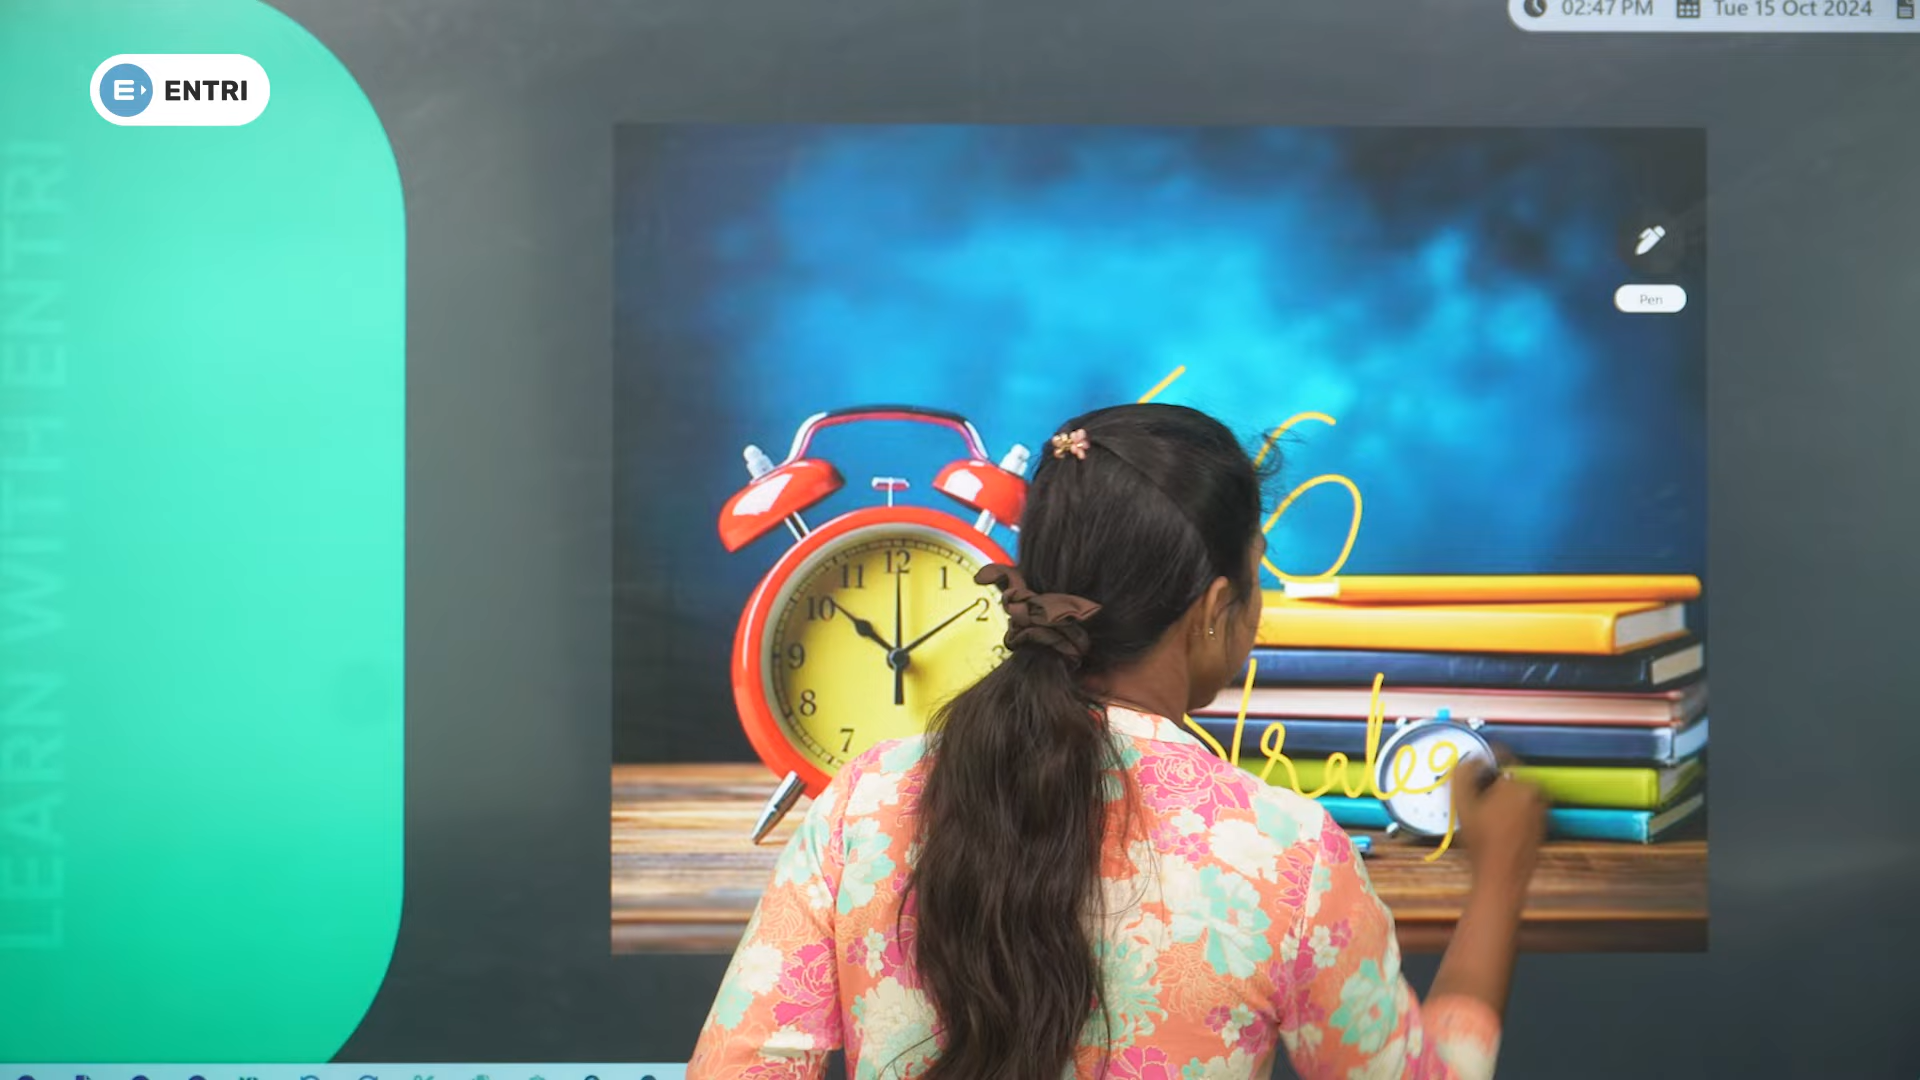 02:47 PM Tue 15 Oct 2024
ENTRI
LEARN WITH ENTRI
Pen
12
11 1
10 2
9 3
8
7
Strateg